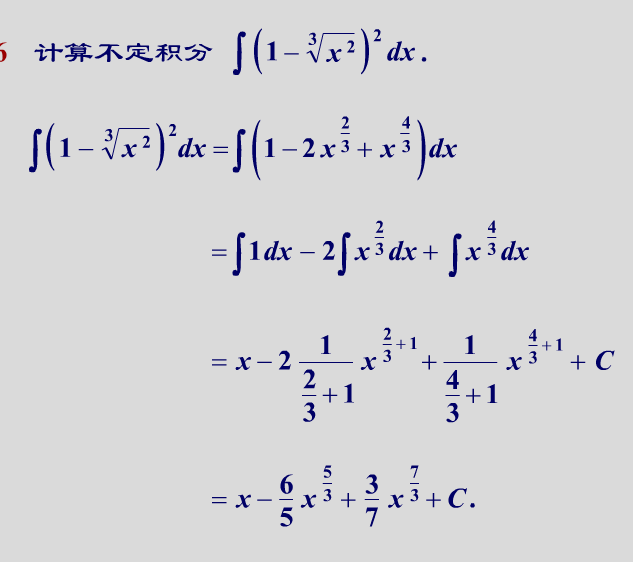 6 计算不定积分 ∫(1−∛(x²))² dx .
∫(1−∛(x²))² dx = ∫(1−2x^(2/3)+x^(4/3))dx
=∫1dx − 2∫x^(2/3)dx + ∫x^(4/3)dx
= x−2 1/(2/3+1) x^(2/3+1) + 1/(4/3+1) x^(4/3+1) + C
= x− 6/5 x^(5/3) + 3/7 x^(7/3) + C.